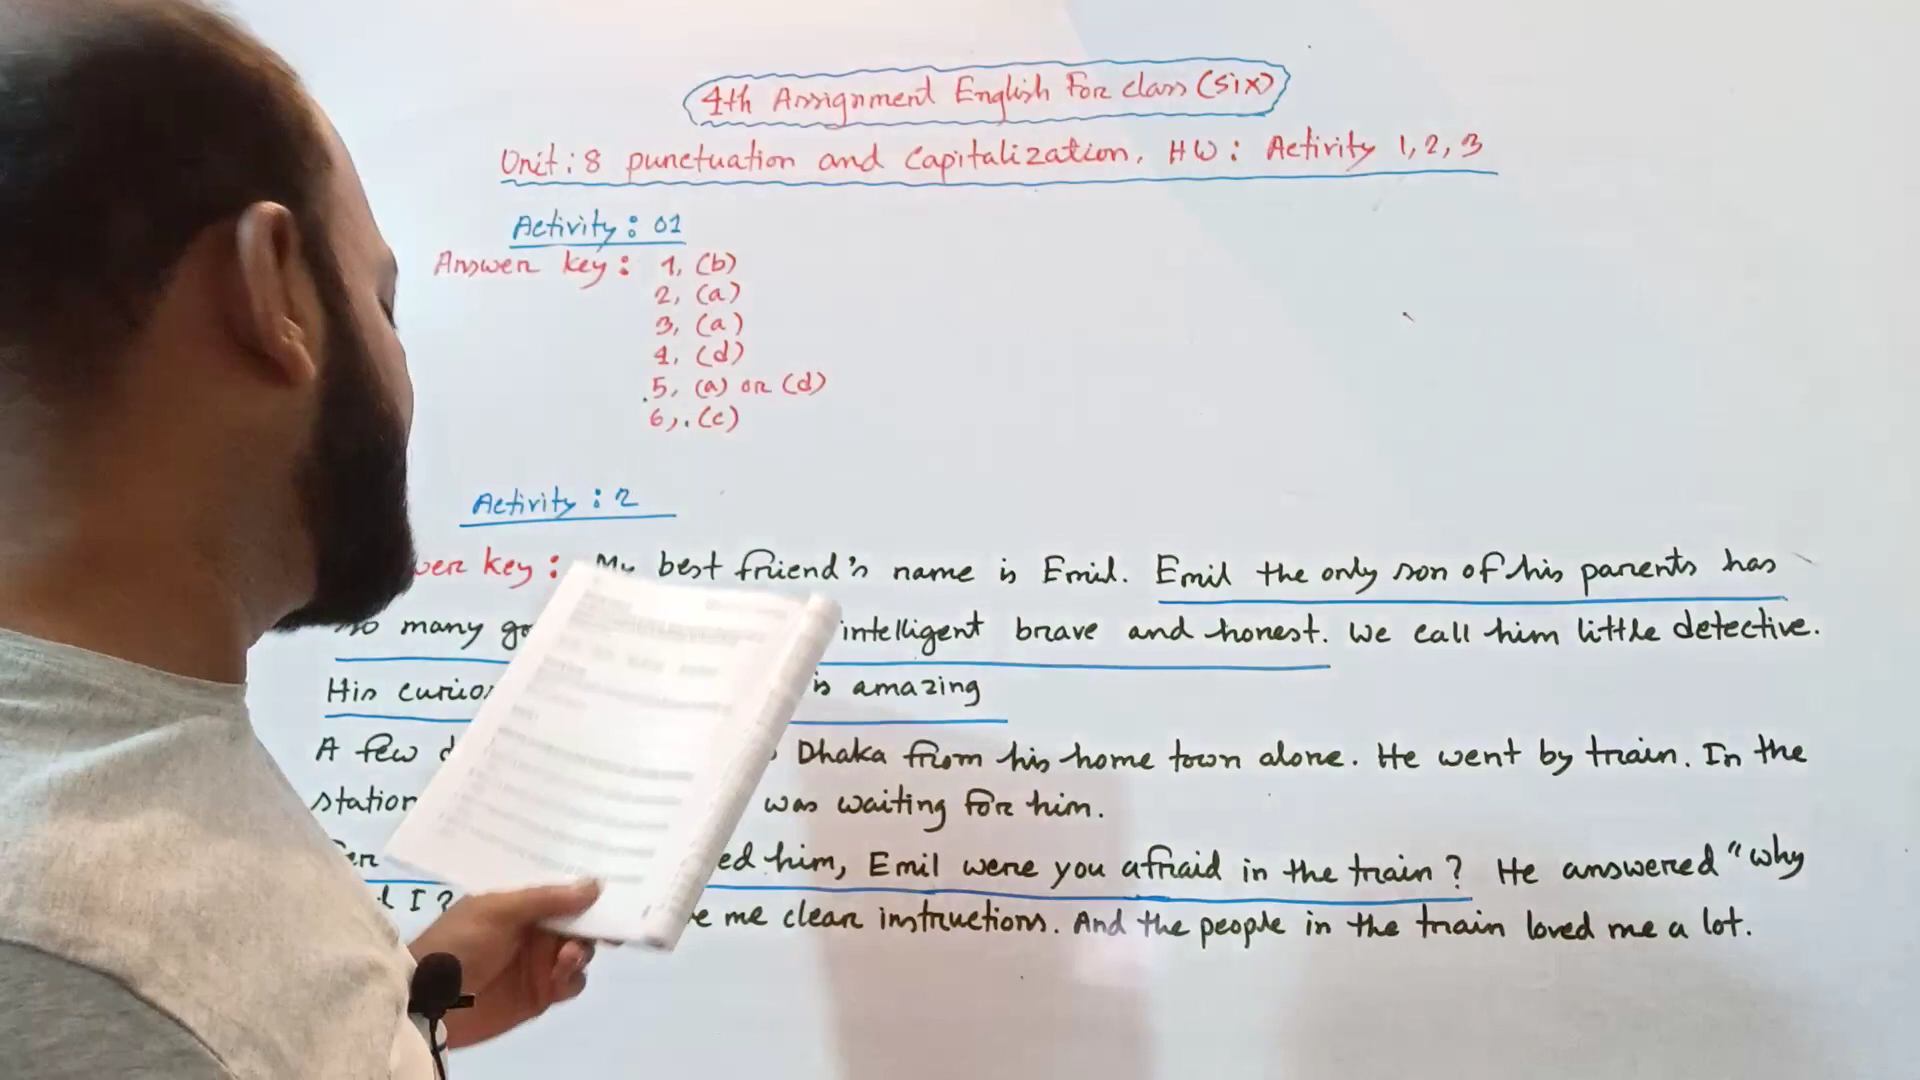 4th Assignment English For class (six)
Unit: 8 punctuation and Capitalization, HW: Activity 1, 2, 3
Activity: 01
Answer key: 1, (b)
2, (a)
3, (a)
4, (d)
5, (a) or (d)
6, (c)
Activity: 2
wer key: My best friend's name is Emil. Emil the only son of his parents has
so many go intelligent brave and honest. We call him little detective.
His curio is amazing
A few d Dhaka from his home town alone. He went by train. In the
station was waiting for him.
ed him, Emil were you afraid in the train? He answered "why
I? e me clear instructions. And the people in the train loved me a lot.